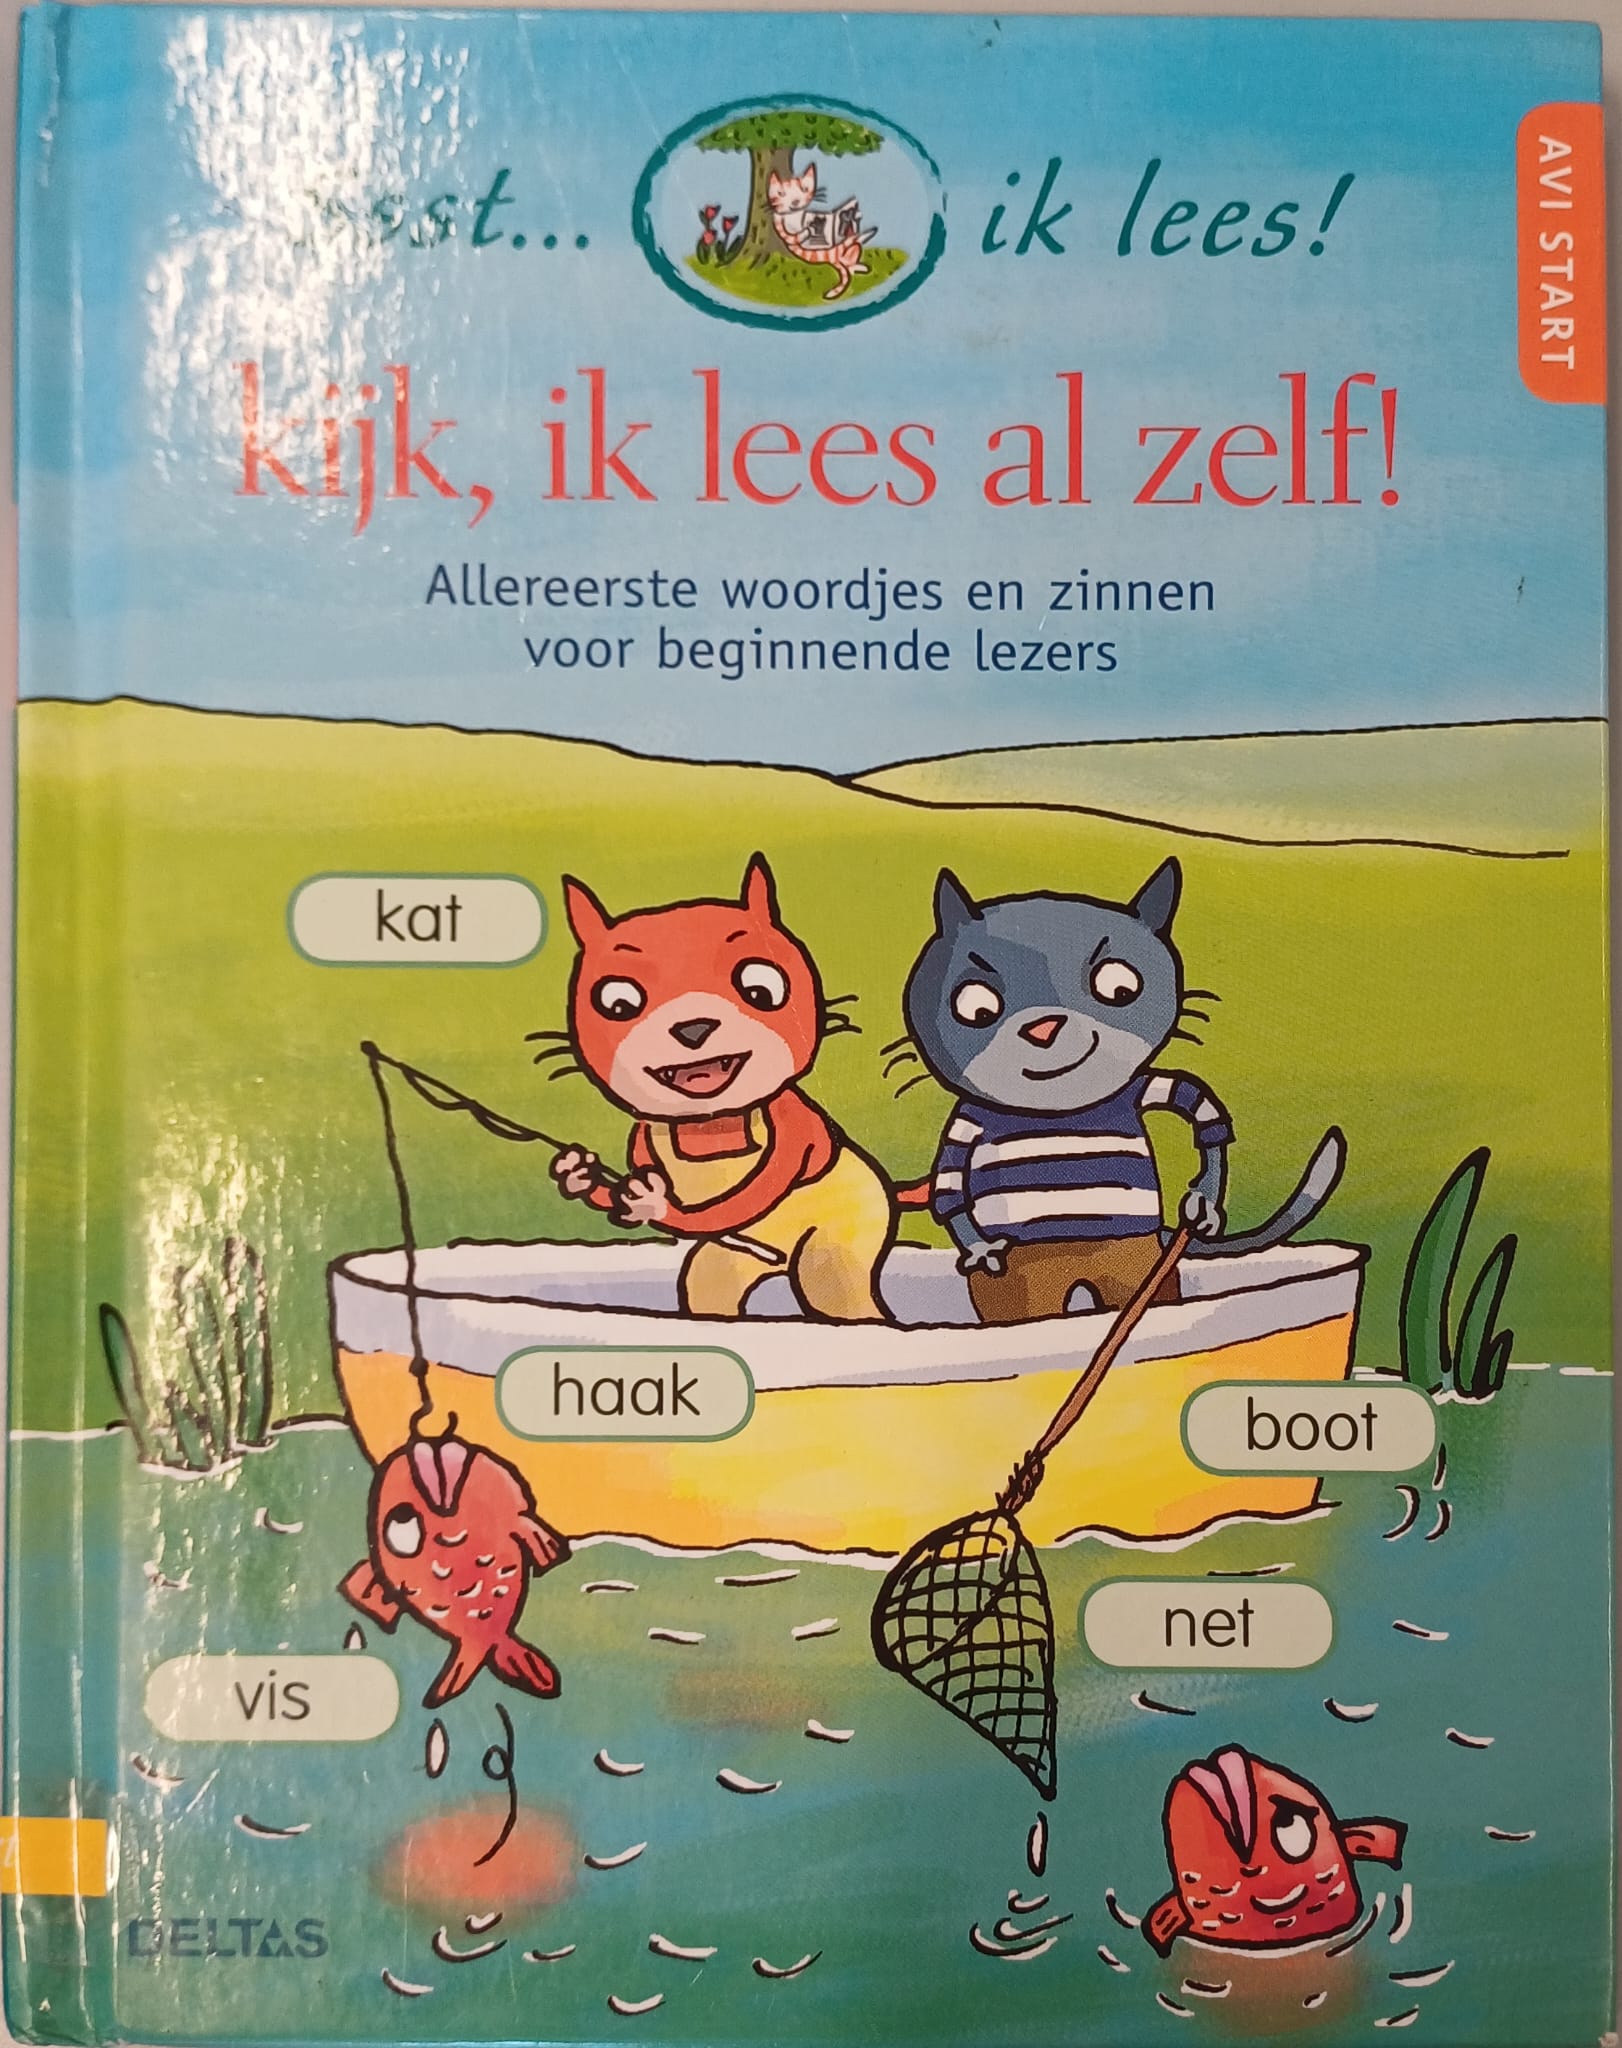 ik lees!
AVI START
kijk, ik lees al zelf!
Allereerste woordjes en zinnen
voor beginnende lezers
kat
haak
boot
net
vis
DELTAS